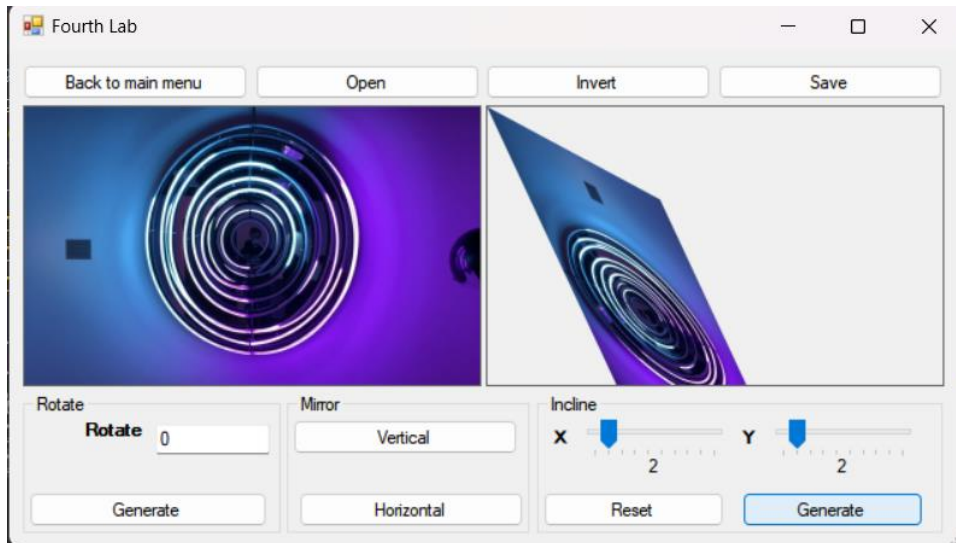 Fourth Lab
Back to main menu Open Invert Save
Rotate Mirror Incline
Rotate 0 Vertical X 2 Y 2
Generate Horizontal Reset Generate